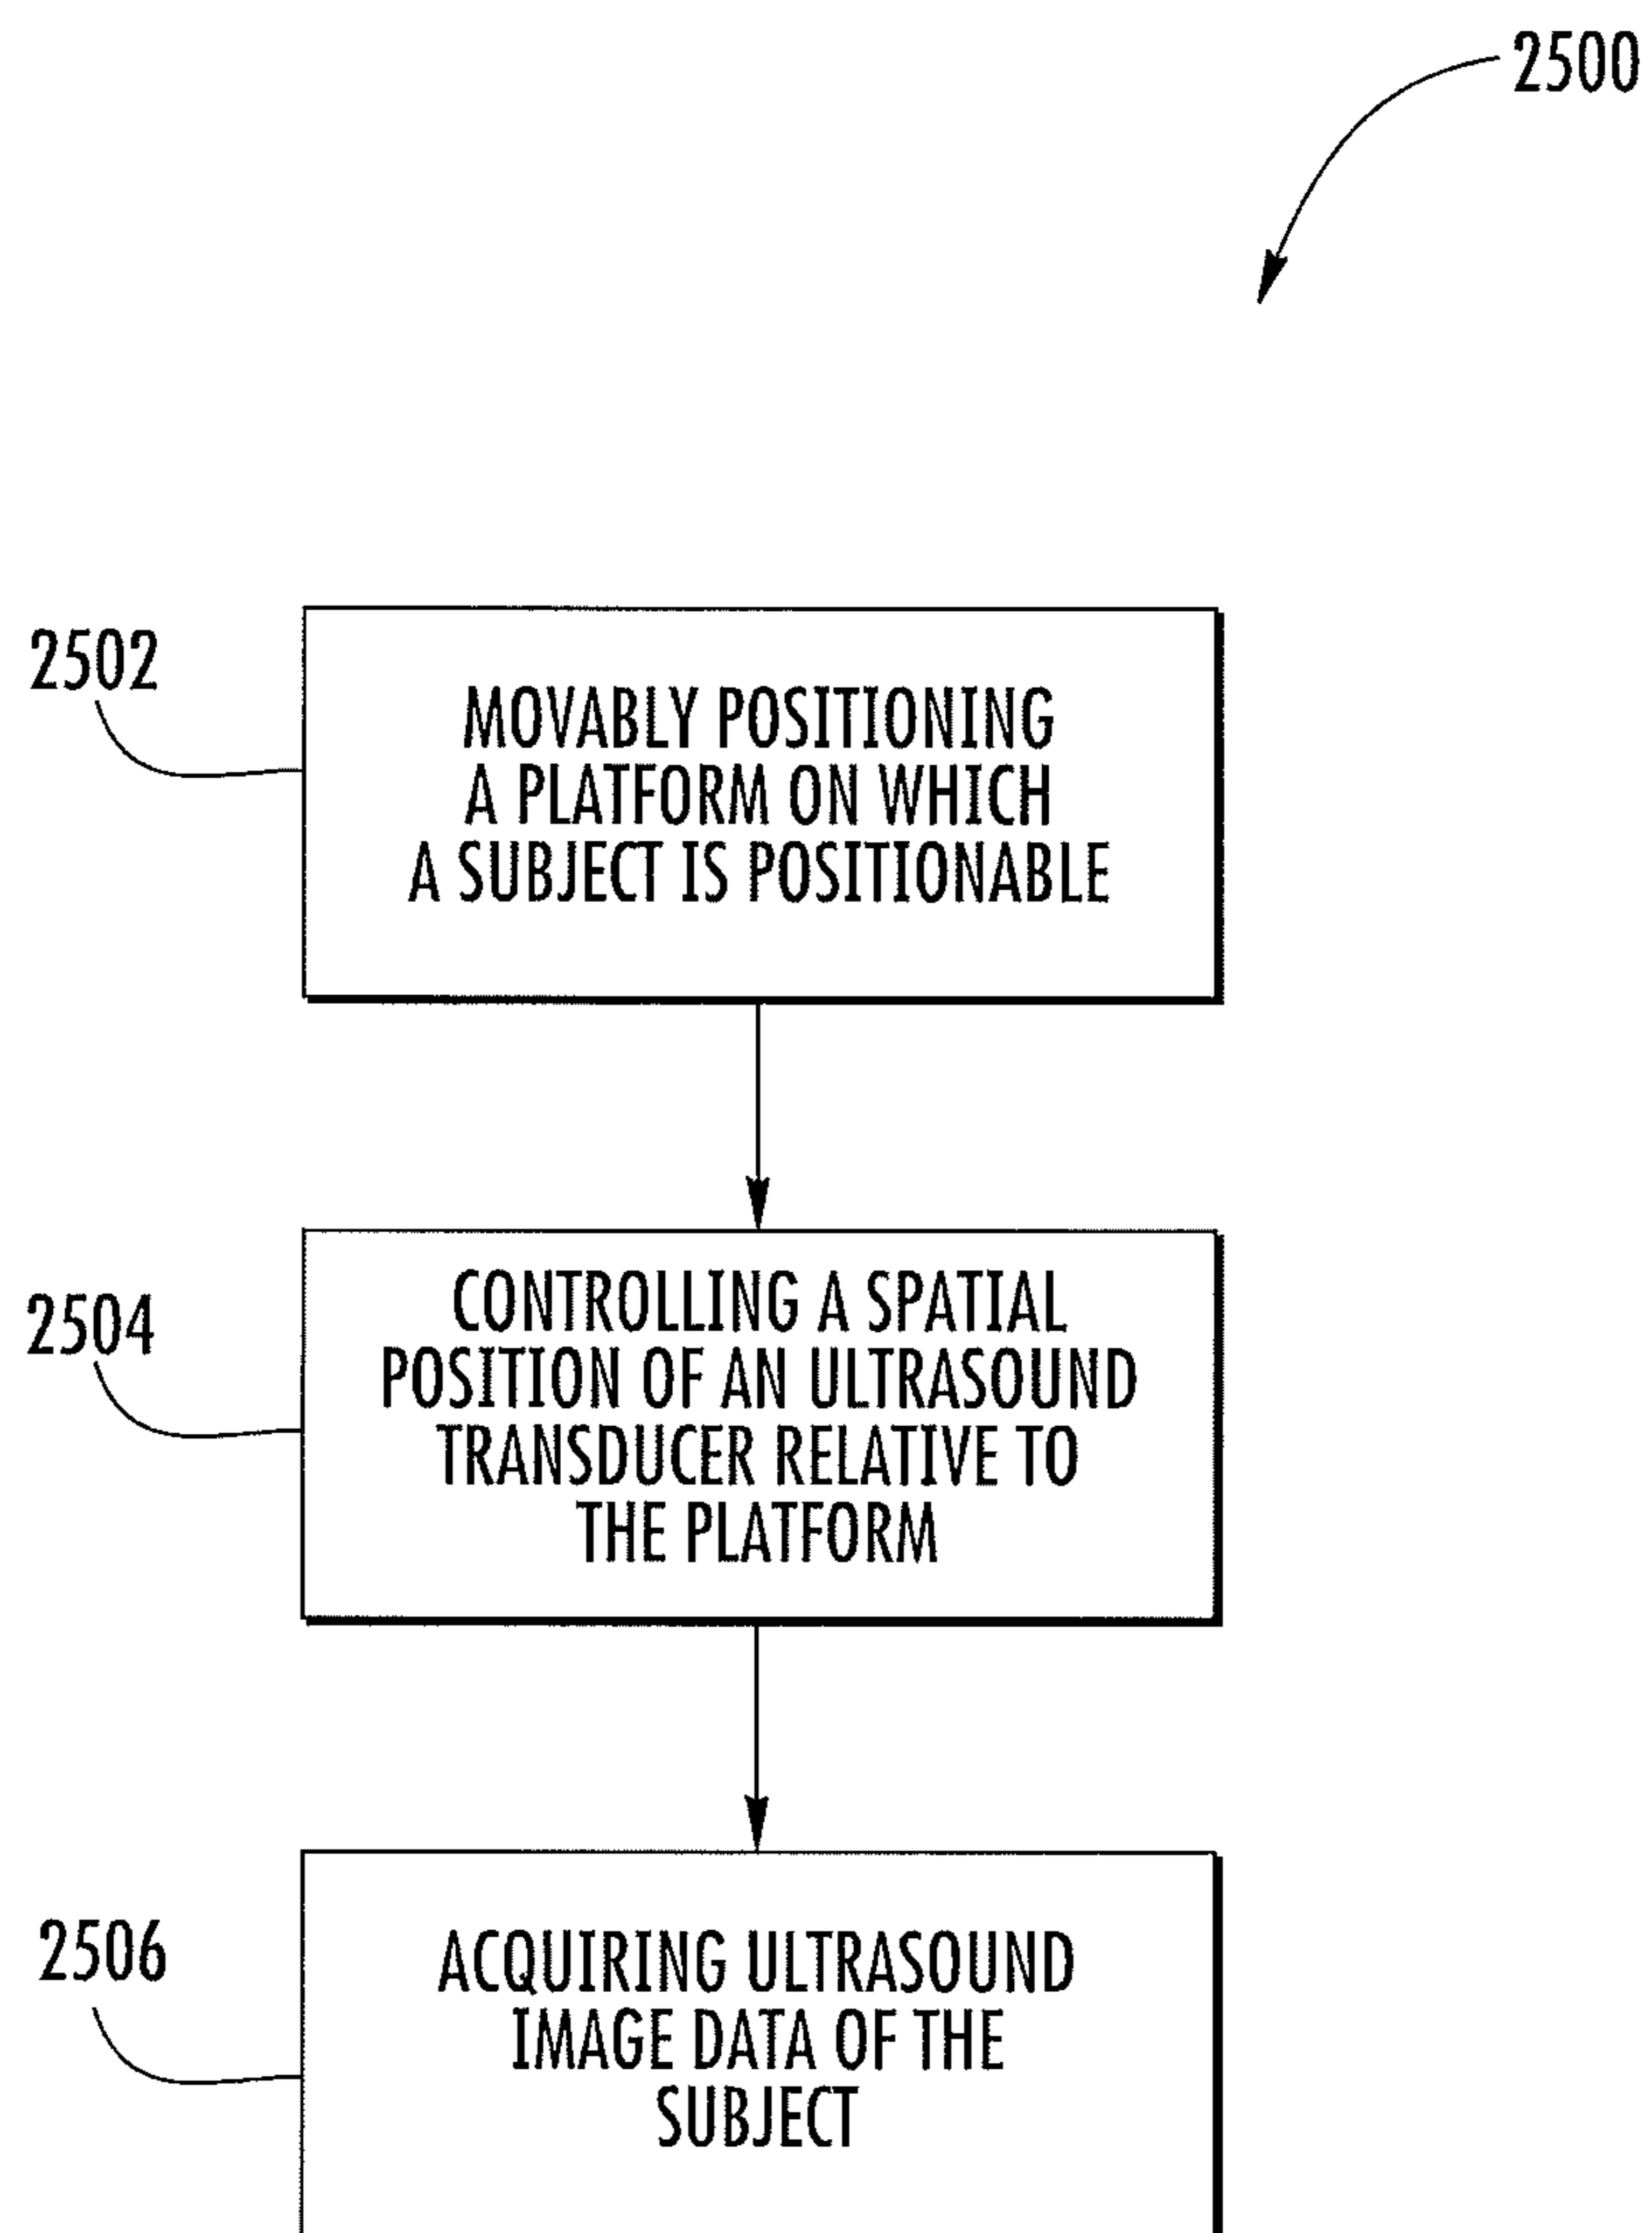 2500
2502
MOVABLY POSITIONING
A PLATFORM ON WHICH
A SUBJECT IS POSITIONABLE
2504
CONTROLLING A SPATIAL
POSITION OF AN ULTRASOUND
TRANSDUCER RELATIVE TO
THE PLATFORM
2506
ACQUIRING ULTRASOUND
IMAGE DATA OF THE
SUBJECT